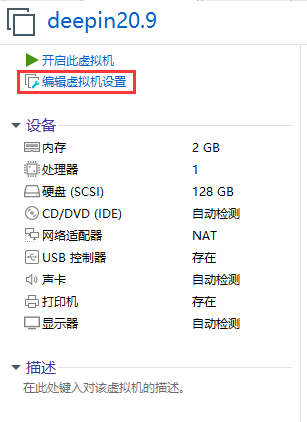 deepin20.9
开启此虚拟机
编辑虚拟机设置
设备
内存 2 GB
处理器 1
硬盘 (SCSI) 128 GB
CD/DVD (IDE) 自动检测
网络适配器 NAT
USB 控制器 存在
声卡 自动检测
打印机 存在
显示器 自动检测
描述
在此处键入对该虚拟机的描述。